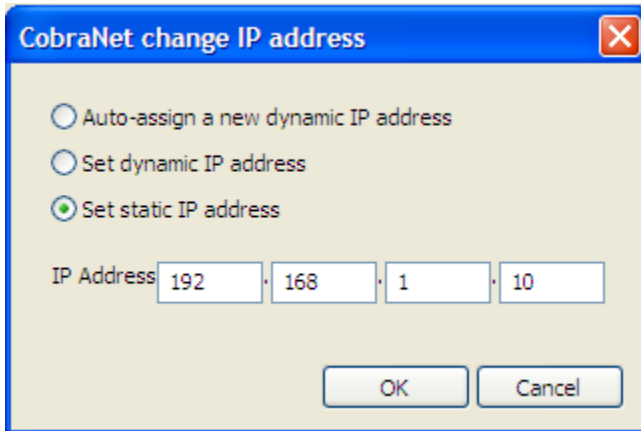 CobraNet change IP address
Auto-assign a new dynamic IP address
Set dynamic IP address
Set static IP address
IP Address 192 . 168 . 1 . 10
OK Cancel